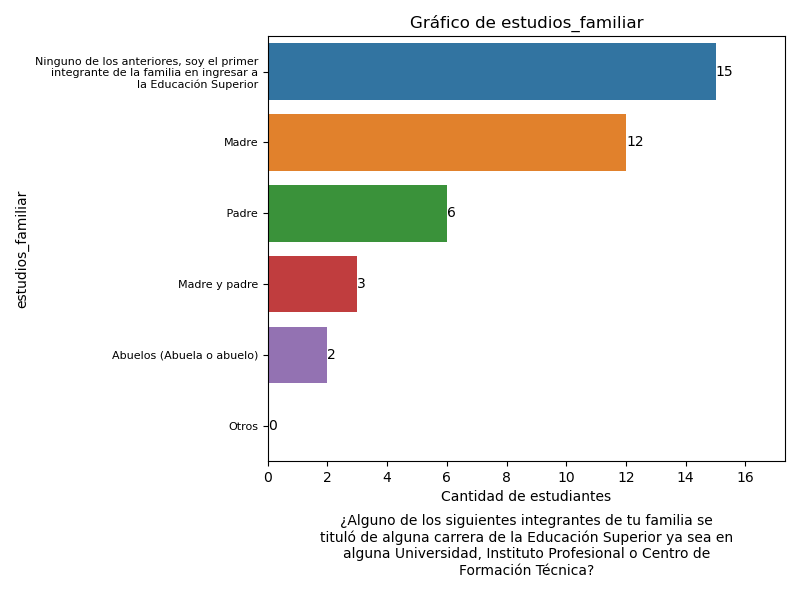 Gráfico de estudios_familiar
Ninguno de los anteriores, soy el primer
integrante de la familia en ingresar a
la Educación Superior
15
Madre
12
Padre
6
Madre y padre
3
Abuelos (Abuela o abuelo)
2
Otros
0
estudios_familiar
0 2 4 6 8 10 12 14 16
Cantidad de estudiantes
¿Alguno de los siguientes integrantes de tu familia se
tituló de alguna carrera de la Educación Superior ya sea en
alguna Universidad, Instituto Profesional o Centro de
Formación Técnica?